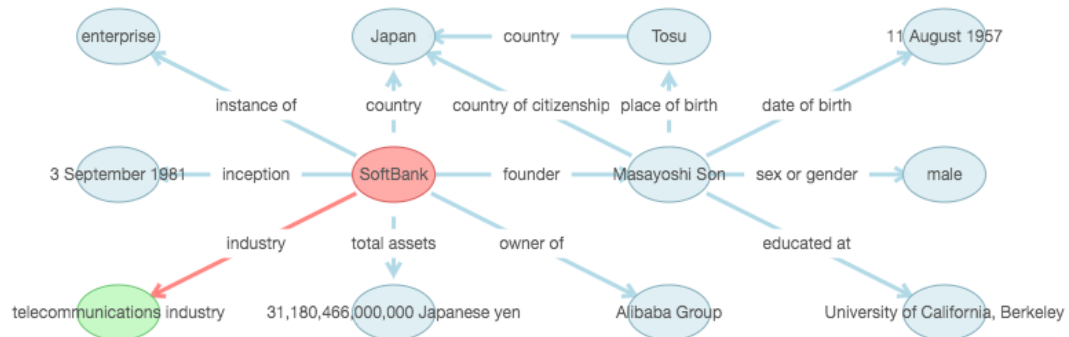 enterprise
Japan
country
Tosu
11 August 1957
instance of
country
country of citizenship
place of birth
date of birth
3 September 1981
inception
SoftBank
founder
Masayoshi Son
sex or gender
male
industry
total assets
owner of
educated at
telecommunications industry
31,180,466,000,000 Japanese yen
Alibaba Group
University of California, Berkeley